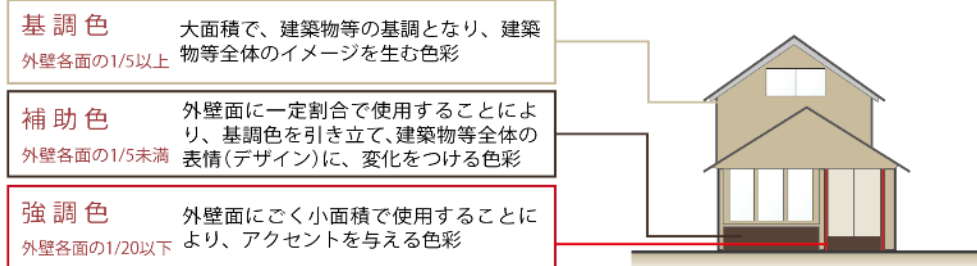 基調色
外壁各面の1/5以上
大面積で、建築物等の基調となり、建築
物等全体のイメージを生む色彩
補助色
外壁各面の1/5未満
外壁面に一定割合で使用することによ
り、基調色を引き立て、建築物等全体の
表情(デザイン)に、変化をつける色彩
強調色
外壁各面の1/20以下
外壁面にごく小面積で使用することに
より、アクセントを与える色彩